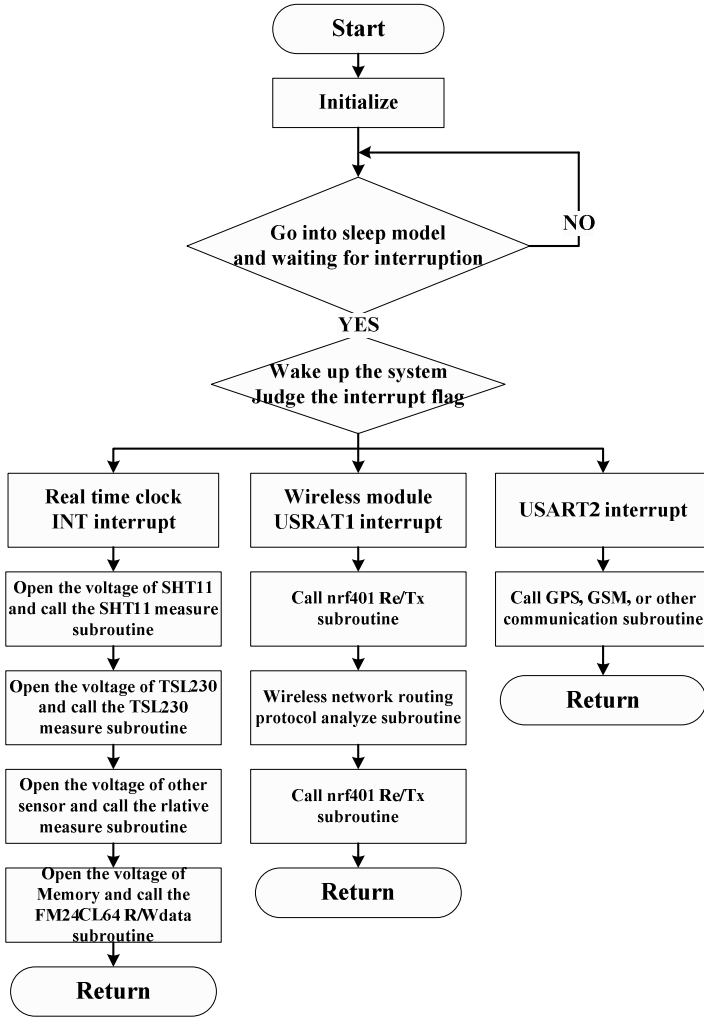 Start
Initialize
Go into sleep model
and waiting for interruption
NO
YES
Wake up the system
Judge the interrupt flag
Real time clock
INT interrupt
Open the voltage of SHT11
and call the SHT11 measure
subroutine
Open the voltage of TSL230
and call the TSL230
measure subroutine
Open the voltage of other
sensor and call the rlative
measure subroutine
Open the voltage of
Memory and call the
FM24CL64 R/Wdata
subroutine
Return
Wireless module
USRAT1 interrupt
Call nrf401 Re/Tx
subroutine
Wireless network routing
protocol analyze subroutine
Call nrf401 Re/Tx
subroutine
Return
USART2 interrupt
Call GPS, GSM, or other
communication subroutine
Return